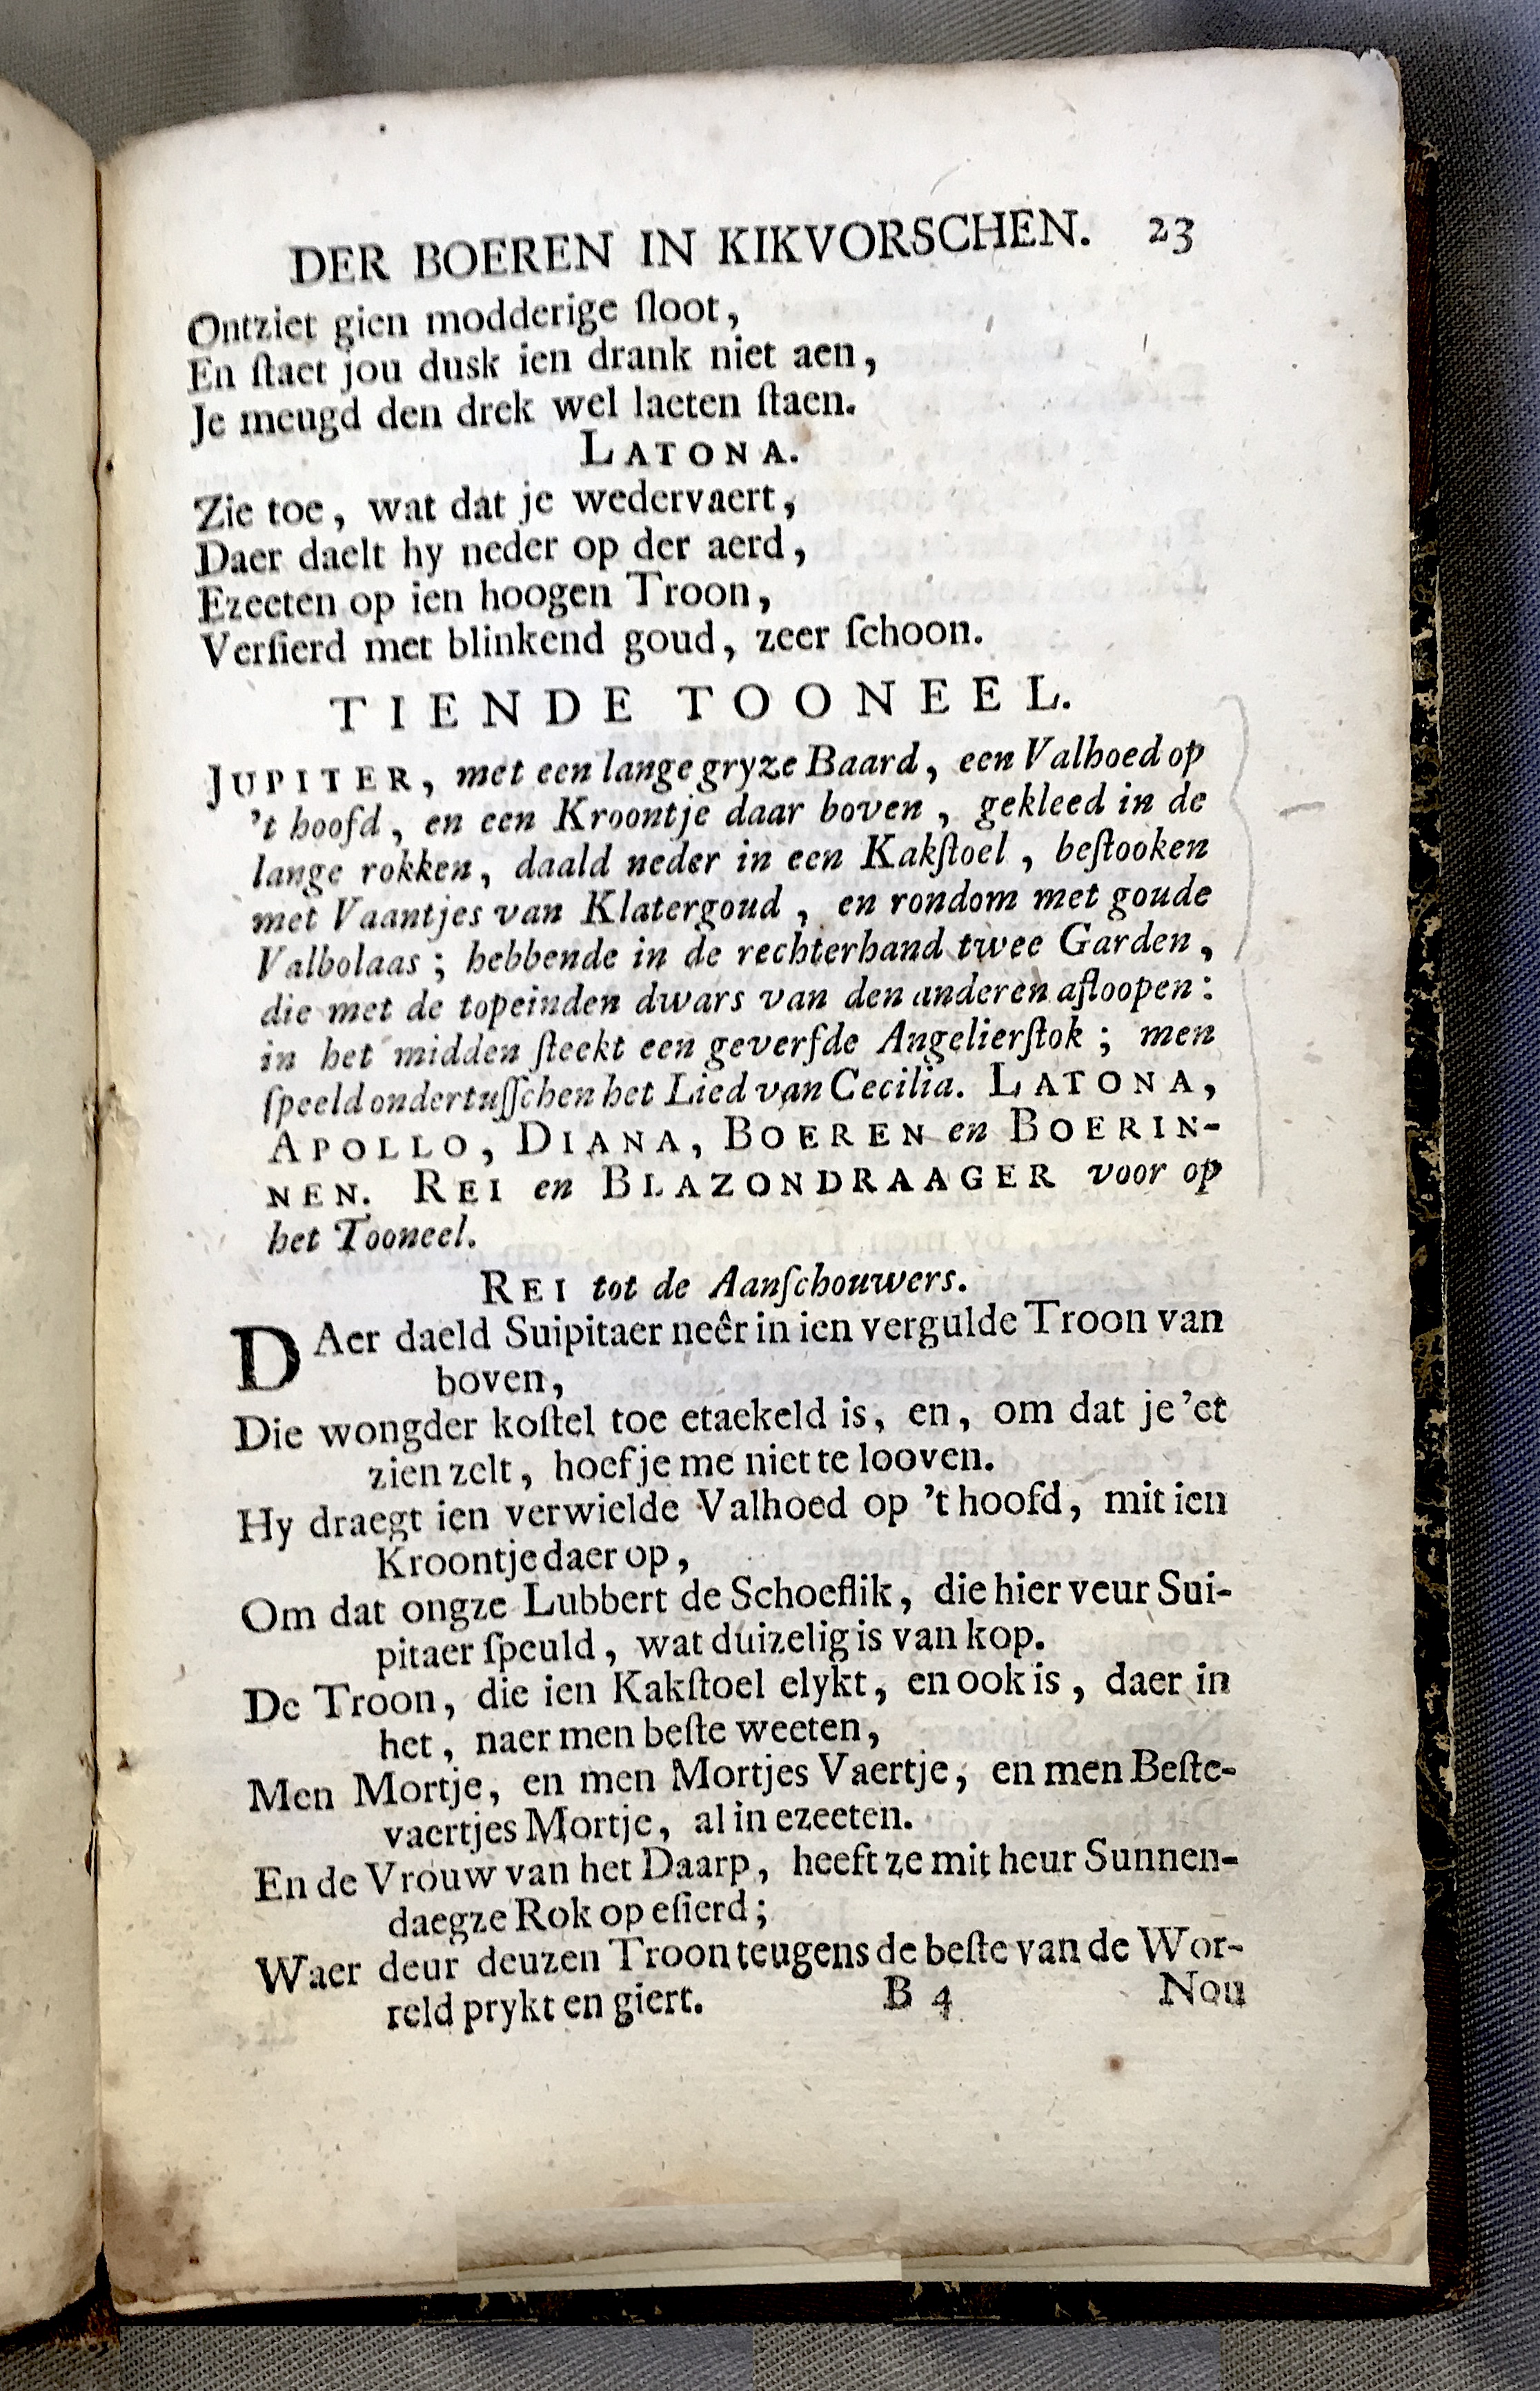 DER BOEREN IN KIKVORSCHEN. 23
Ontziet gien modderige ſloot,
En ſtaet jou dusk ien drank niet aen,
Je meugd den drek wel laeten ſtaen.
LATONA.
Zie toe, wat dat je wedervaert,
Daer daelt hy neder op der aerd,
Ezeeten op ien hoogen Troon,
Verſierd met blinkend goud, zeer ſchoon.
TIENDE TOONEEL.
JUPITER, met een lange gryze Baard, een Valhoed op
't hoofd, en een Kroontje daar boven, gekleed in de
lange rokken, daald neder in een Kakſtoel, beſtooken
met Vaantjes van Klatergoud, en rondom met goude
Valbolaas; hebbende in de rechterhand twee Garden,
die met de topeinden dwars van den anderen afloopen:
in het midden ſteekt een geverfde Angelierſtok; men
ſpeeld ondertuſſchen het Lied van Cecilia. LATONA,
APOLLO, DIANA, BOEREN en BOERIN-
NEN. REI en BLAZONDRAAGER voor op
het Tooneel.
REI tot de Aanſchouwers.
DAer daeld Suipitaer neêr in ien vergulde Troon van
boven,
Die wongder koſtel toe etaekeld is, en, om dat je 'et
zien zelt, hoef je me niet te looven.
Hy draegt ien verwielde Valhoed op 't hoofd, mit ien
Kroontje daer op,
Om dat ongze Lubbert de Schoeflik, die hier veur Sui-
pitaer ſpeuld, wat duizelig is van kop.
De Troon, die ien Kakſtoel elykt, en ook is, daer in
het, naer men beſte weeten,
Men Mortje, en men Mortjes Vaertje, en men Beſte-
vaertjes Mortje, al in ezeeten.
En de Vrouw van het Daarp, heeft ze mit heur Sunnen-
daegze Rok op eſierd;
Waer deur deuzen Troon teugens de beſte van de Wor-
reld prykt en giert. B 4 Nou